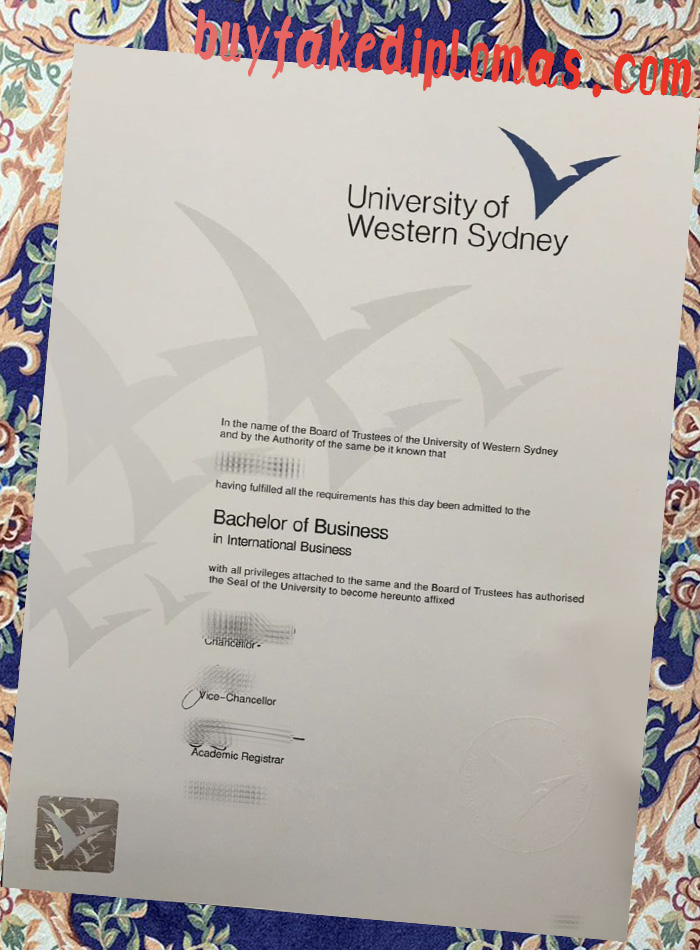 buyfakediplomas.com
University of
Western Sydney
In the name of the Board of Trustees of the University of Western Sydney
and by the Authority of the same be it known that
having fulfilled all the requirements has this day been admitted to the
Bachelor of Business
in International Business
with all privileges attached to the same and the Board of Trustees has authorised
the Seal of the University to become hereunto affixed
Chancellor
Vice-Chancellor
Academic Registrar